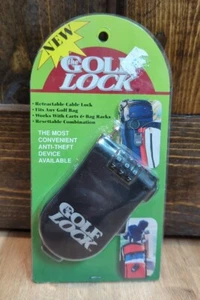 NEW
GOLF
LOCK
• Retractable Cable Lock
• Fits Any Golf Bag
• Works With Carts & Bag Racks
• Resettable Combination
THE MOST
CONVENIENT
ANTI-THEFT
DEVICE
AVAILABLE
GOLF
LOCK